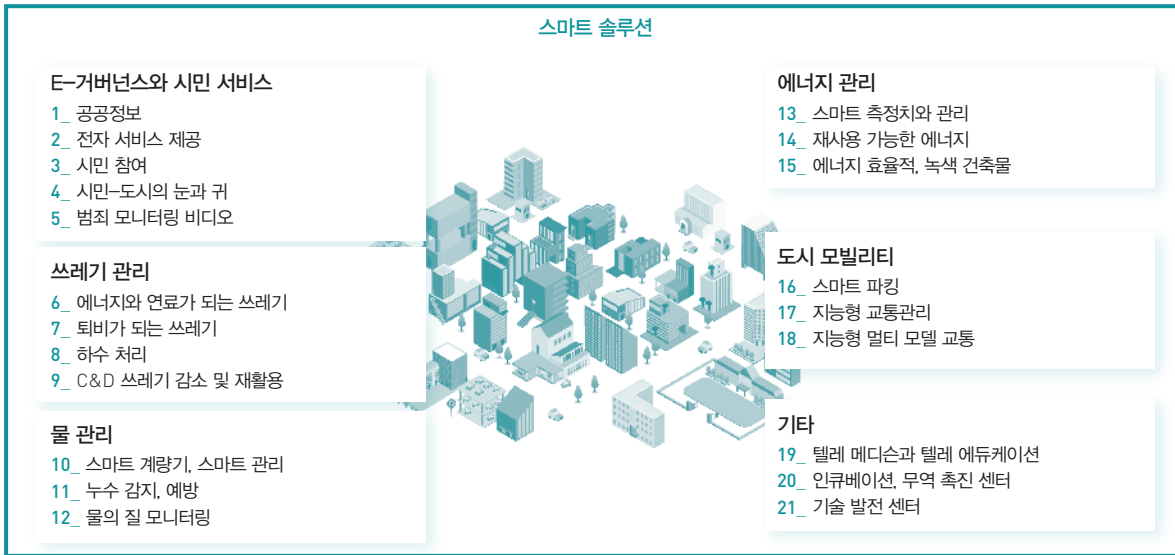 스마트 솔루션
E-거버넌스와 시민 서비스
1_ 공공정보
2_ 전자 서비스 제공
3_ 시민 참여
4_ 시민-도시의 눈과 귀
5_ 범죄 모니터링 비디오
쓰레기 관리
6_ 에너지와 연료가 되는 쓰레기
7_ 퇴비가 되는 쓰레기
8_ 하수 처리
9_ C&D 쓰레기 감소 및 재활용
물 관리
10_ 스마트 계량기, 스마트 관리
11_ 누수 감지, 예방
12_ 물의 질 모니터링
에너지 관리
13_ 스마트 측정치와 관리
14_ 재사용 가능한 에너지
15_ 에너지 효율적, 녹색 건축물
도시 모빌리티
16_ 스마트 파킹
17_ 지능형 교통관리
18_ 지능형 멀티 모델 교통
기타
19_ 텔레 메디슨과 텔레 에듀케이션
20_ 인큐베이션, 무역 촉진 센터
21_ 기술 발전 센터